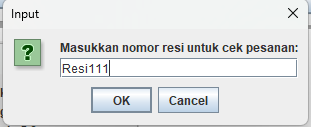 Input
Masukkan nomor resi untuk cek pesanan:
Resi111
OK
Cancel